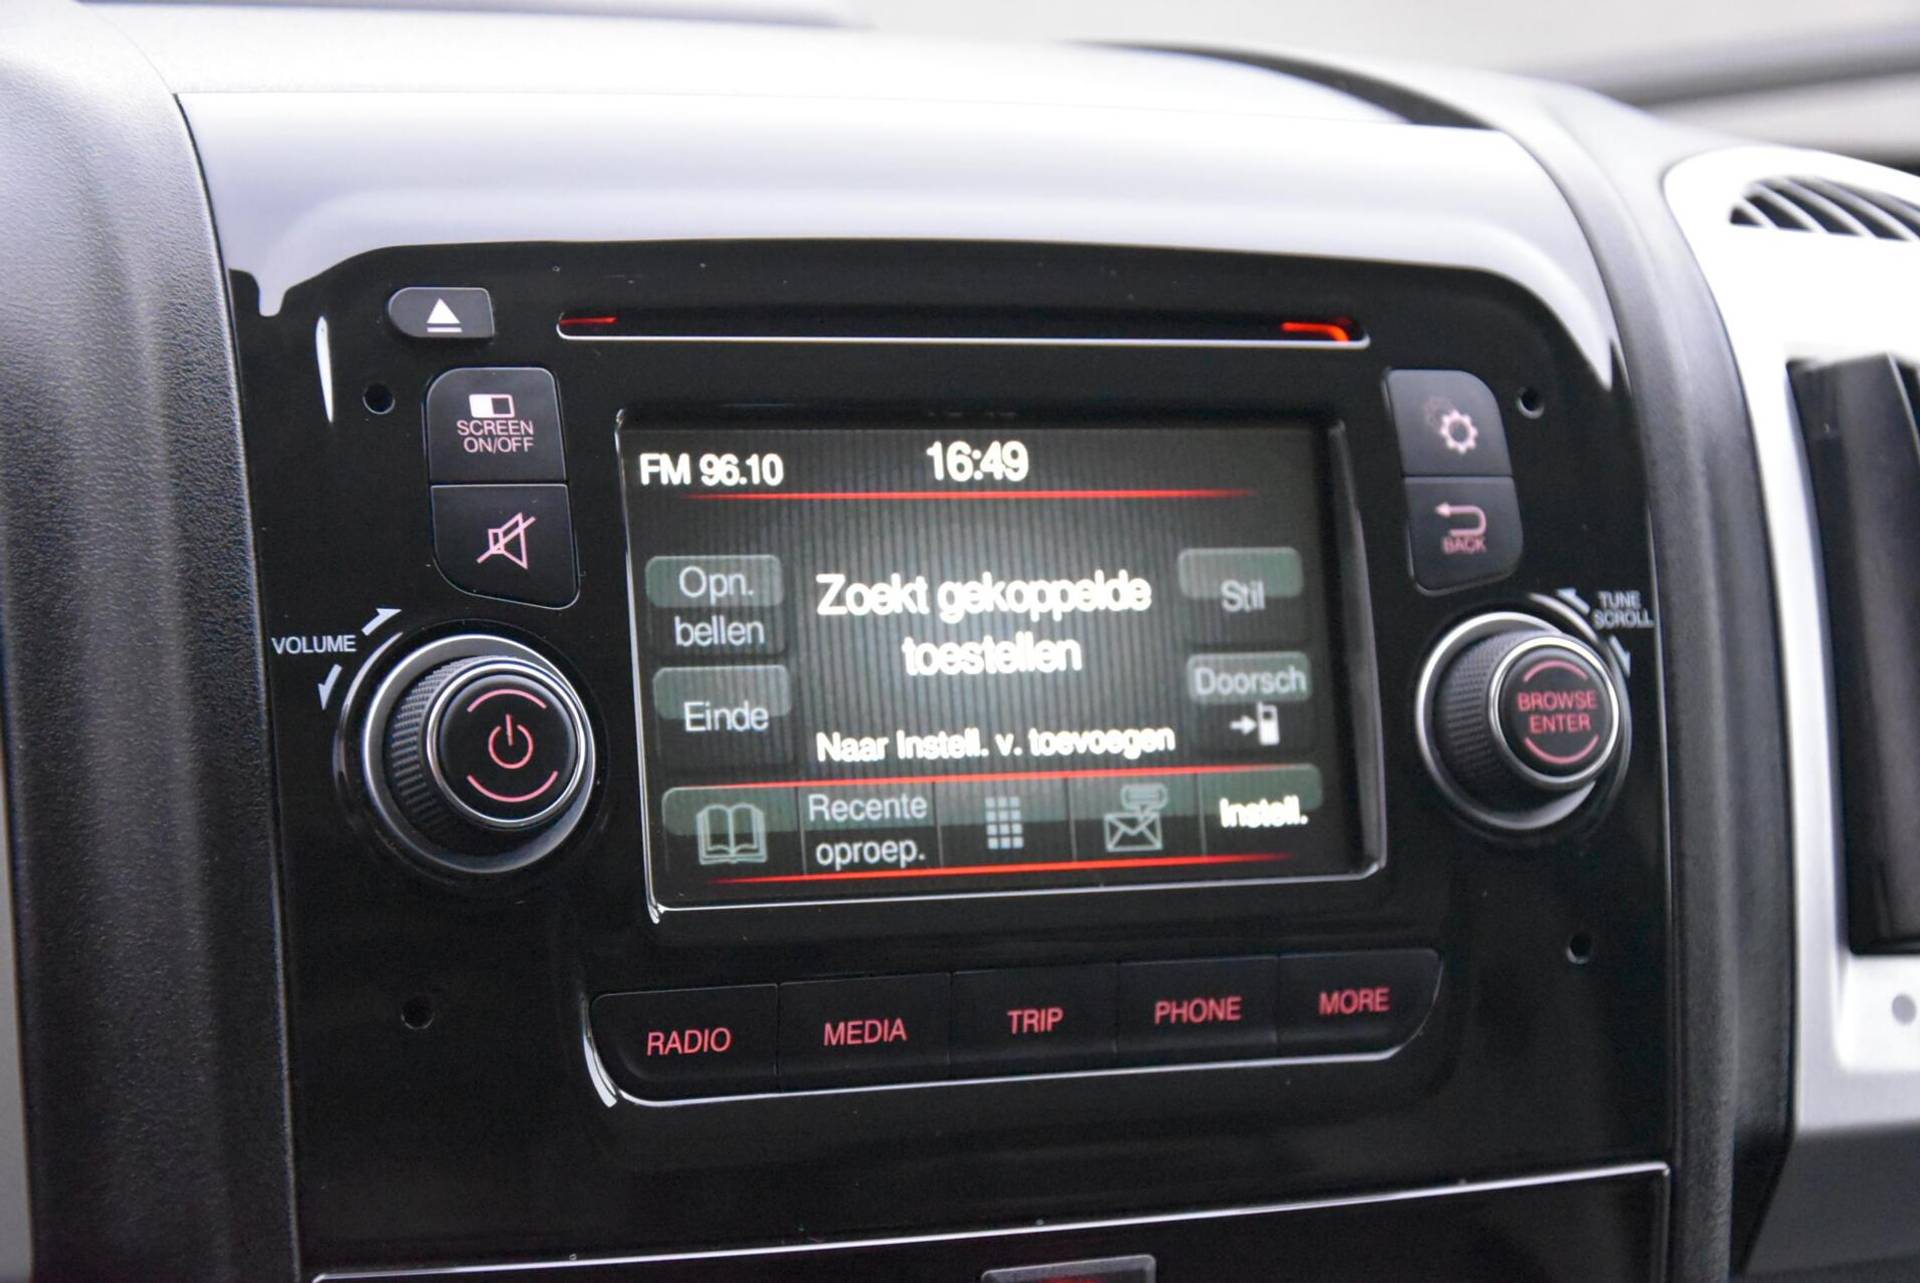 SCREEN
ON/OFF
VOLUME
FM 96.10
16:49
Opn.
bellen
Zoekt gekoppelde
toestellen
Stil
Einde
Doorsch
Naar Instell. v. toevoegen
Recente
oproep.
Instell.
BACK
TUNE
SCROLL
BROWSE
ENTER
RADIO
MEDIA
TRIP
PHONE
MORE